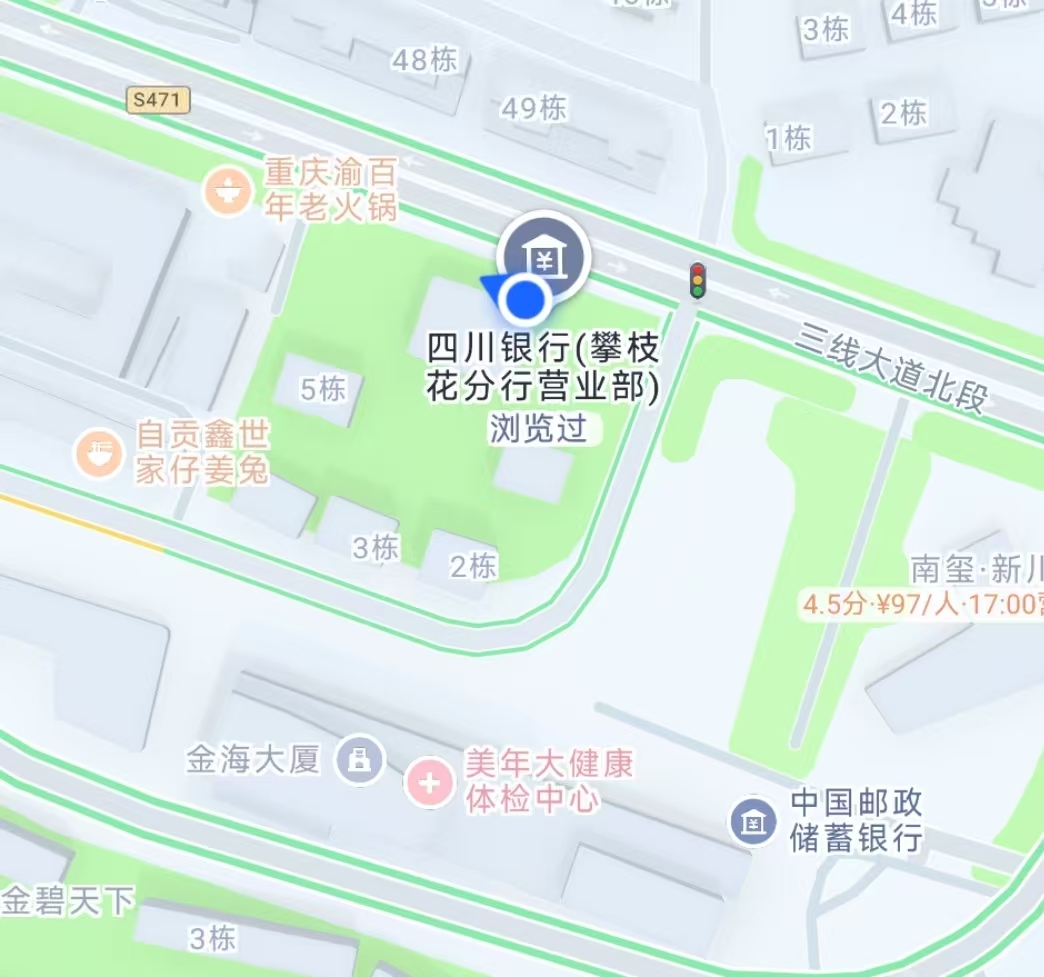 3栋
4栋
48栋
S471
49栋
2栋
1栋
重庆渝百
年老火锅
四川银行(攀枝
花分行营业部)
浏览过
三线大道北段
5栋
自贡鑫世
家仔姜兔
3栋
2栋
南玺·新川
4.5分·¥97/人·17:00营
金海大厦
美年大健康
体检中心
中国邮政
储蓄银行
金碧天下
3栋